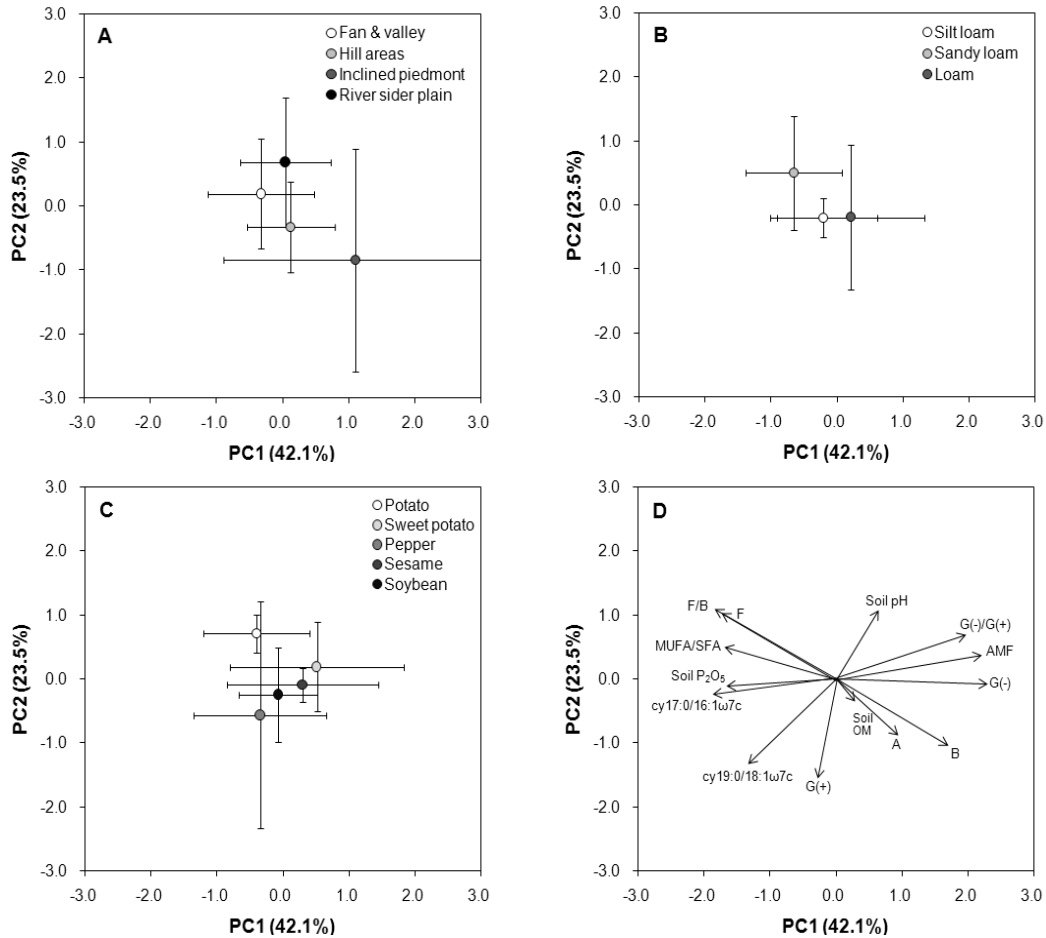 A
Fan & valley
Hill areas
Inclined piedmont
River sider plain
3.0
2.0
1.0
0.0
-1.0
-2.0
-3.0
-3.0 -2.0 -1.0 0.0 1.0 2.0 3.0
PC2 (23.5%)
PC1 (42.1%)
B
Silt loam
Sandy loam
Loam
3.0
2.0
1.0
0.0
-1.0
-2.0
-3.0
-3.0 -2.0 -1.0 0.0 1.0 2.0 3.0
PC2 (23.5%)
PC1 (42.1%)
C
Potato
Sweet potato
Pepper
Sesame
Soybean
3.0
2.0
1.0
0.0
-1.0
-2.0
-3.0
-3.0 -2.0 -1.0 0.0 1.0 2.0 3.0
PC2 (23.5%)
PC1 (42.1%)
D
3.0
2.0
1.0
0.0
-1.0
-2.0
-3.0
-3.0 -2.0 -1.0 0.0 1.0 2.0 3.0
PC2 (23.5%)
PC1 (42.1%)
F/B
F
Soil pH
G(-)/G(+)
MUFA/SFA
AMF
Soil P₂O₅
G(-)
cy17:0/16:1ω7c
Soil
OM
A
B
cy19:0/18:1ω7c
G(+)